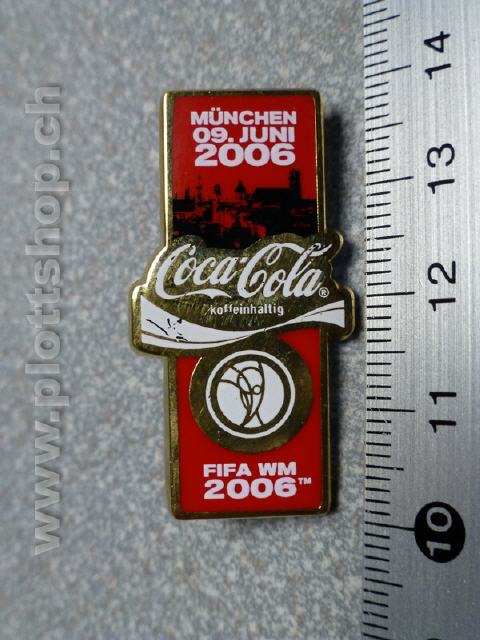 MÜNCHEN
09. JUNI
2006
Coca-Cola®
koffeinhaltig
FIFA WM
2006™
14
13
12
11
10
www.plottshop.ch